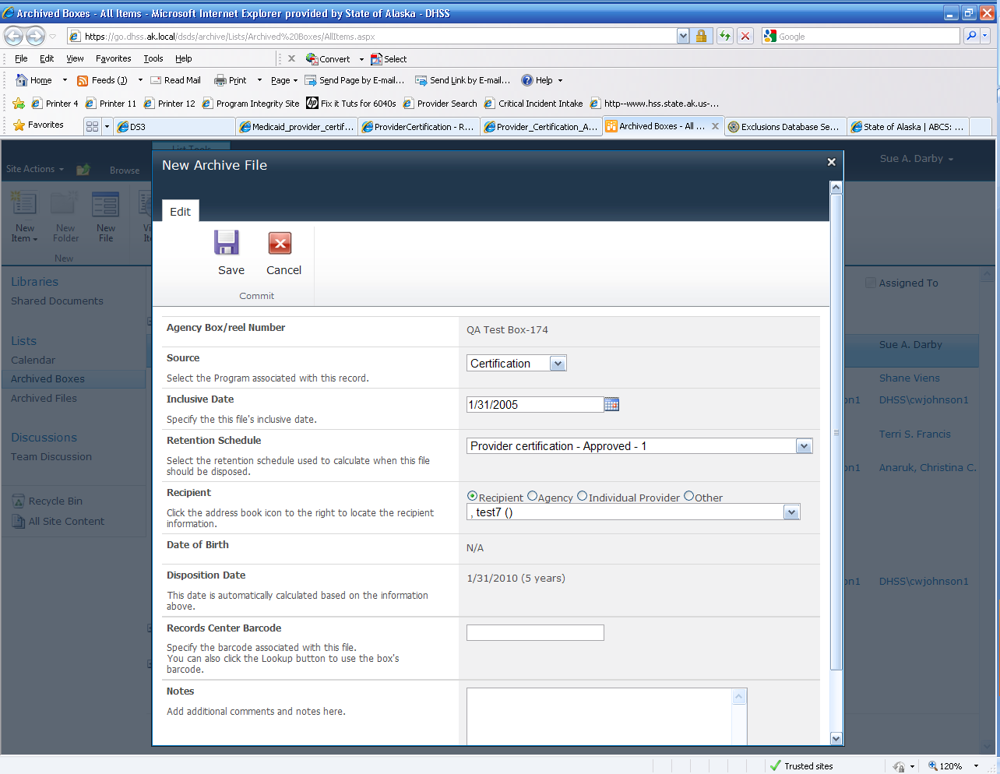 Archived Boxes - All Items - Microsoft Internet Explorer provided by State of Alaska - DHSS
https://go.dhss.ak.local/dsds/archive/Lists/Archived%20Boxes/AllItems.aspx
Google
File Edit View Favorites Tools Help
Convert Select
Home Feeds (J) Read Mail Print Page Send Page by E-mail... Send Link by E-mail... Help
Printer 4 Printer 11 Printer 12 Program Integrity Site Fix it Tuts for 6040s Provider Search Critical Incident Intake http--www.hss.state.ak.us-...
Favorites DS3 Medicaid_provider_certif... ProviderCertification - R... Provider_Certification_A... Archived Boxes - All ... Exclusions Database Se... State of Alaska | ABCS: ...
List Tools
Site Actions Browse
Sue A. Darby
New Item
New Folder
New File
New
Libraries
Shared Documents
Lists
Calendar
Archived Boxes
Archived Files
Discussions
Team Discussion
Recycle Bin
All Site Content
New Archive File
Edit
Save Cancel
Commit
Agency Box/reel Number
QA Test Box-174
Source
Certification
Select the Program associated with this record.
Inclusive Date
1/31/2005
Specify the this file's inclusive date.
Retention Schedule
Provider certification - Approved - 1
Select the retention schedule used to calculate when this file
should be disposed.
Recipient
Recipient Agency Individual Provider Other
, test7 ()
Click the address book icon to the right to locate the recipient
information.
Date of Birth
N/A
Disposition Date
1/31/2010 (5 years)
This date is automatically calculated based on the information
above.
Records Center Barcode
Specify the barcode associated with this file.
You can also click the Lookup button to use the box's
barcode.
Notes
Add additional comments and notes here.
Assigned To
Sue A. Darby
Shane Viens
DHSS\cwjohnson1
Terri S. Francis
Anaruk, Christina C.
DHSS\cwjohnson1
Trusted sites
120%